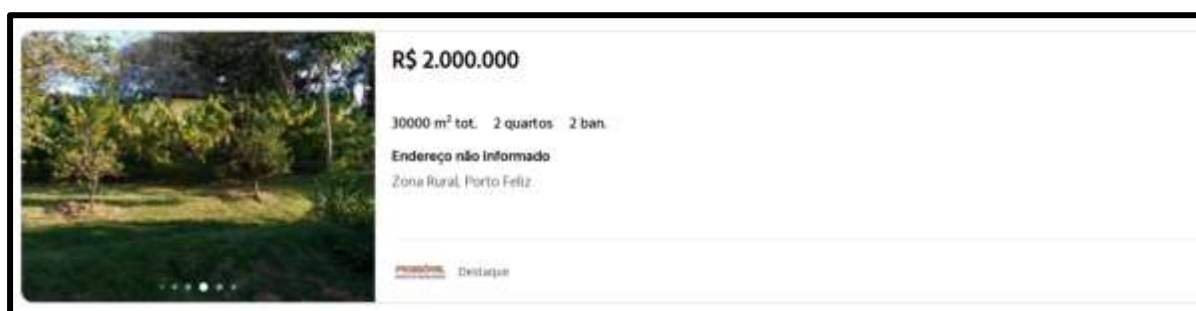 R$ 2.000.000
30000 m² tot. 2 quartos 2 ban.
Endereço não informado
Zona Rural, Porto Feliz
Destaque